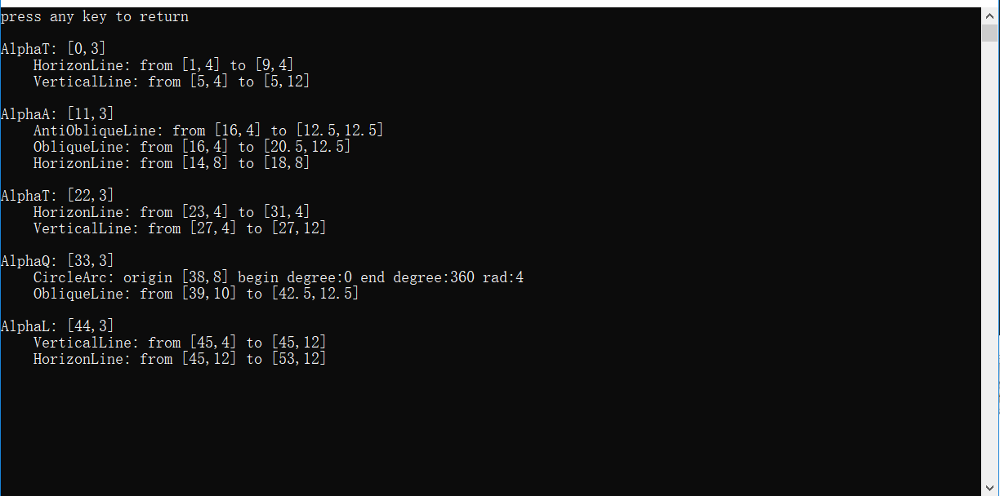 press any key to return
AlphaT: [0,3]
HorizonLine: from [1,4] to [9,4]
VerticalLine: from [5,4] to [5,12]
AlphaA: [11,3]
AntiObliqueLine: from [16,4] to [12.5,12.5]
ObliqueLine: from [16,4] to [20.5,12.5]
HorizonLine: from [14,8] to [18,8]
AlphaT: [22,3]
HorizonLine: from [23,4] to [31,4]
VerticalLine: from [27,4] to [27,12]
AlphaQ: [33,3]
CircleArc: origin [38,8] begin degree:0 end degree:360 rad:4
ObliqueLine: from [39,10] to [42.5,12.5]
AlphaL: [44,3]
VerticalLine: from [45,4] to [45,12]
HorizonLine: from [45,12] to [53,12]